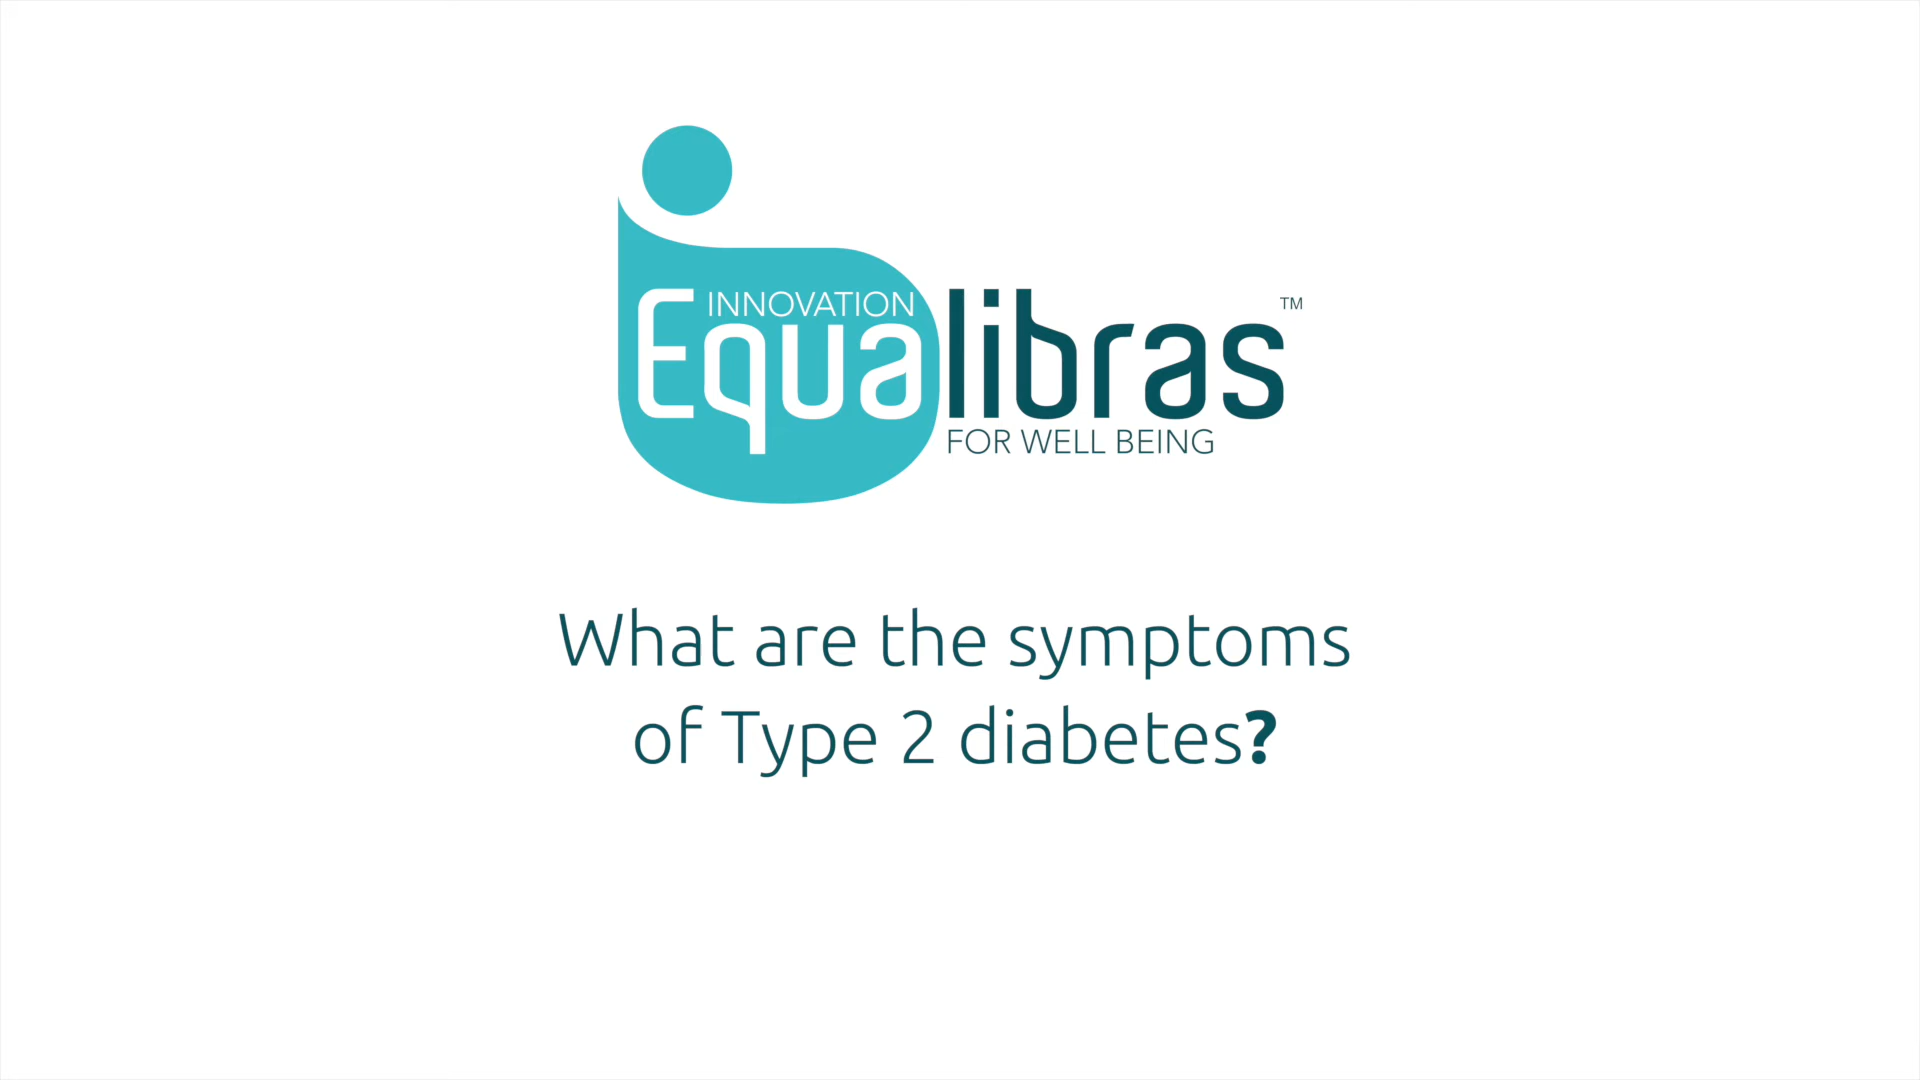 INNOVATION
Equalibras™
FOR WELL BEING
What are the symptoms
of Type 2 diabetes?